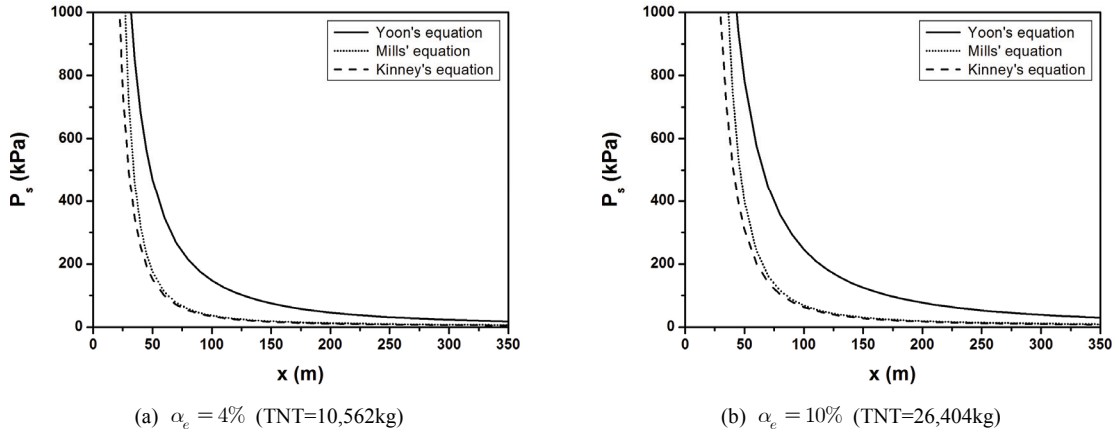 1000
800
600
400
200
0
P_s (kPa)
Yoon's equation
Mills' equation
Kinney's equation
0 50 100 150 200 250 300 350
x (m)
(a) α_e = 4% (TNT=10,562kg)
1000
800
600
400
200
0
P_s (kPa)
Yoon's equation
Mills' equation
Kinney's equation
0 50 100 150 200 250 300 350
x (m)
(b) α_e = 10% (TNT=26,404kg)